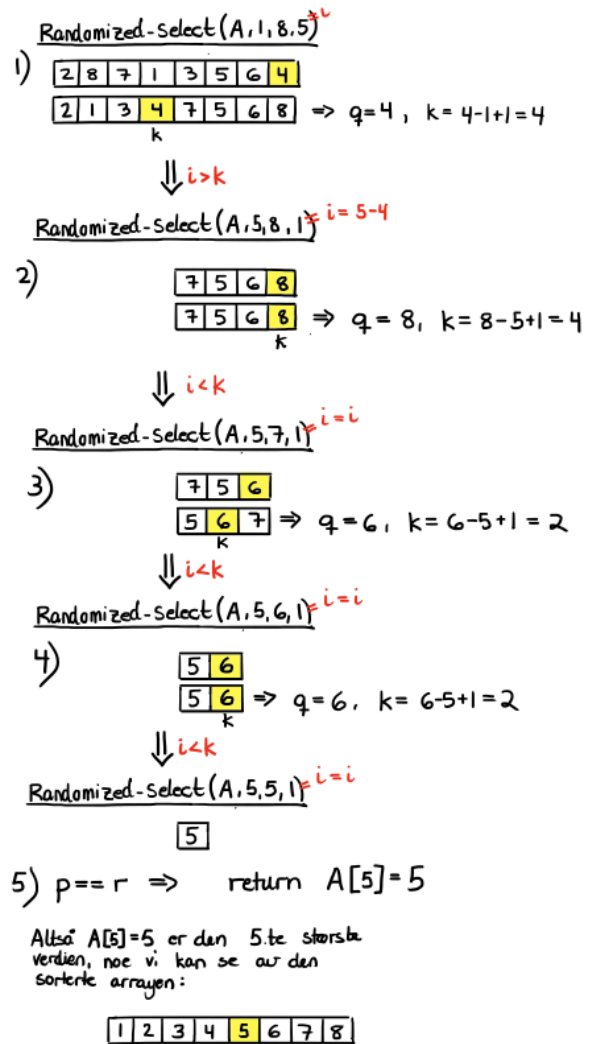 Randomized-Select(A,1,8,5) = i
1) 2 8 7 1 3 5 6 4
2 1 3 4 7 5 6 8 ⇒ q=4, k= 4-1+1=4
k
⇓ i>k
Randomized-Select(A,5,8,1) = i = 5-4
2) 7 5 6 8
7 5 6 8 ⇒ q = 8, k= 8-5+1 = 4
k
⇓ i<k
Randomized-Select(A,5,7,1) = i = i
3) 7 5 6
5 6 7 ⇒ q=6, k= 6-5+1 = 2
k
⇓ i<k
Randomized-Select(A,5,6,1) = i = i
4) 5 6
5 6 ⇒ q=6, k= 6-5+1=2
k
⇓ i<k
Randomized-Select(A,5,5,1) = i = i
5
5) p== r ⇒ return A[5]=5
Altså A[5]=5 er den 5.te største
verdien, noe vi kan se av den
sorterte arrayen:
1 2 3 4 5 6 7 8